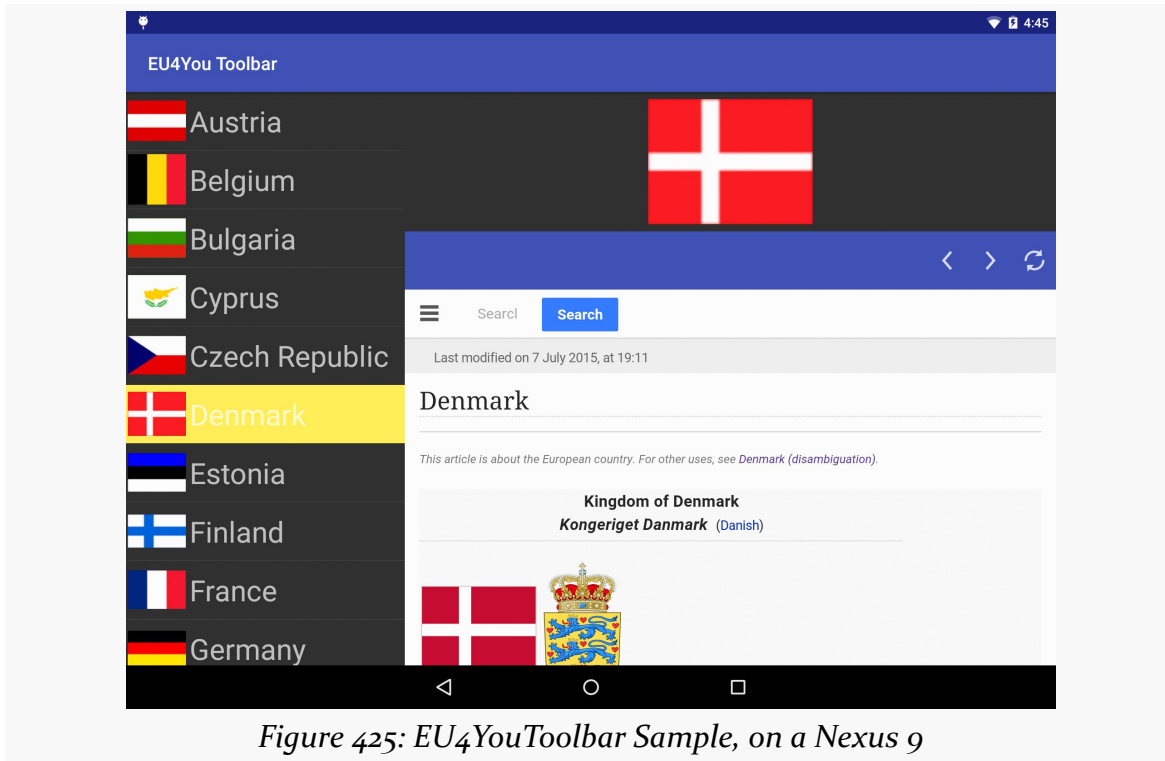 4:45
EU4You Toolbar
Austria
Belgium
Bulgaria
Cyprus
Czech Republic
Denmark
Estonia
Finland
France
Germany
Searcl
Search
Last modified on 7 July 2015, at 19:11
Denmark
This article is about the European country. For other uses, see Denmark (disambiguation).
Kingdom of Denmark
Kongeriget Danmark (Danish)
Figure 425: EU4YouToolbar Sample, on a Nexus 9